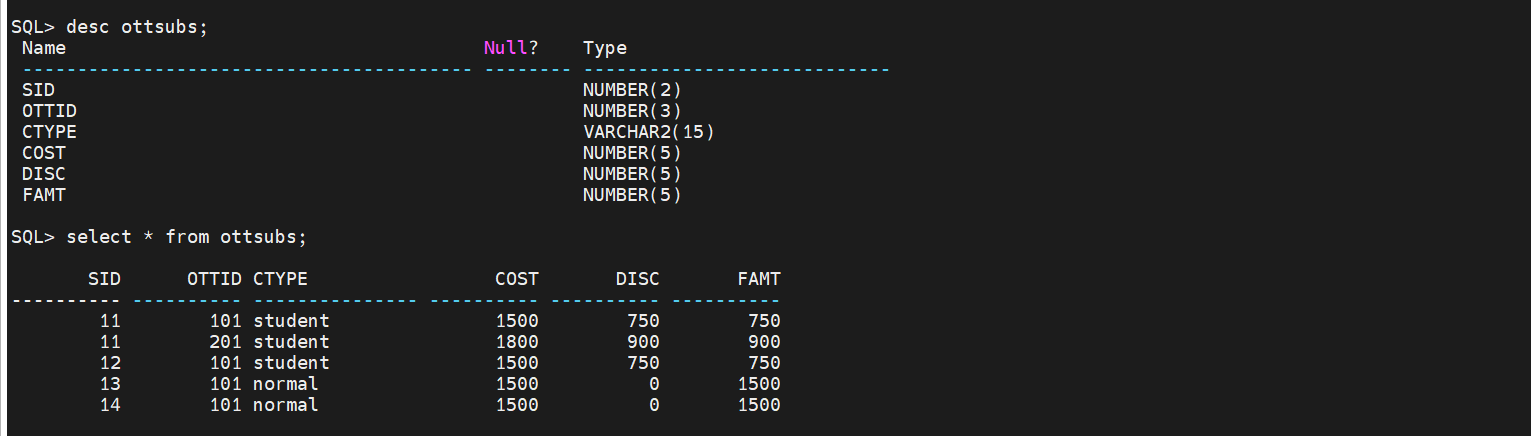 SQL> desc ottsubs;
 Name                                      Null?    Type
 ----------------------------------------- -------- ----------------------------
 SID                                                NUMBER(2)
 OTTID                                              NUMBER(3)
 CTYPE                                              VARCHAR2(15)
 COST                                               NUMBER(5)
 DISC                                               NUMBER(5)
 FAMT                                               NUMBER(5)

SQL> select * from ottsubs;

       SID      OTTID CTYPE                 COST       DISC       FAMT
---------- ---------- --------------- ---------- ---------- ----------
        11        101 student               1500        750        750
        11        201 student               1800        900        900
        12        101 student               1500        750        750
        13        101 normal                1500          0       1500
        14        101 normal                1500          0       1500